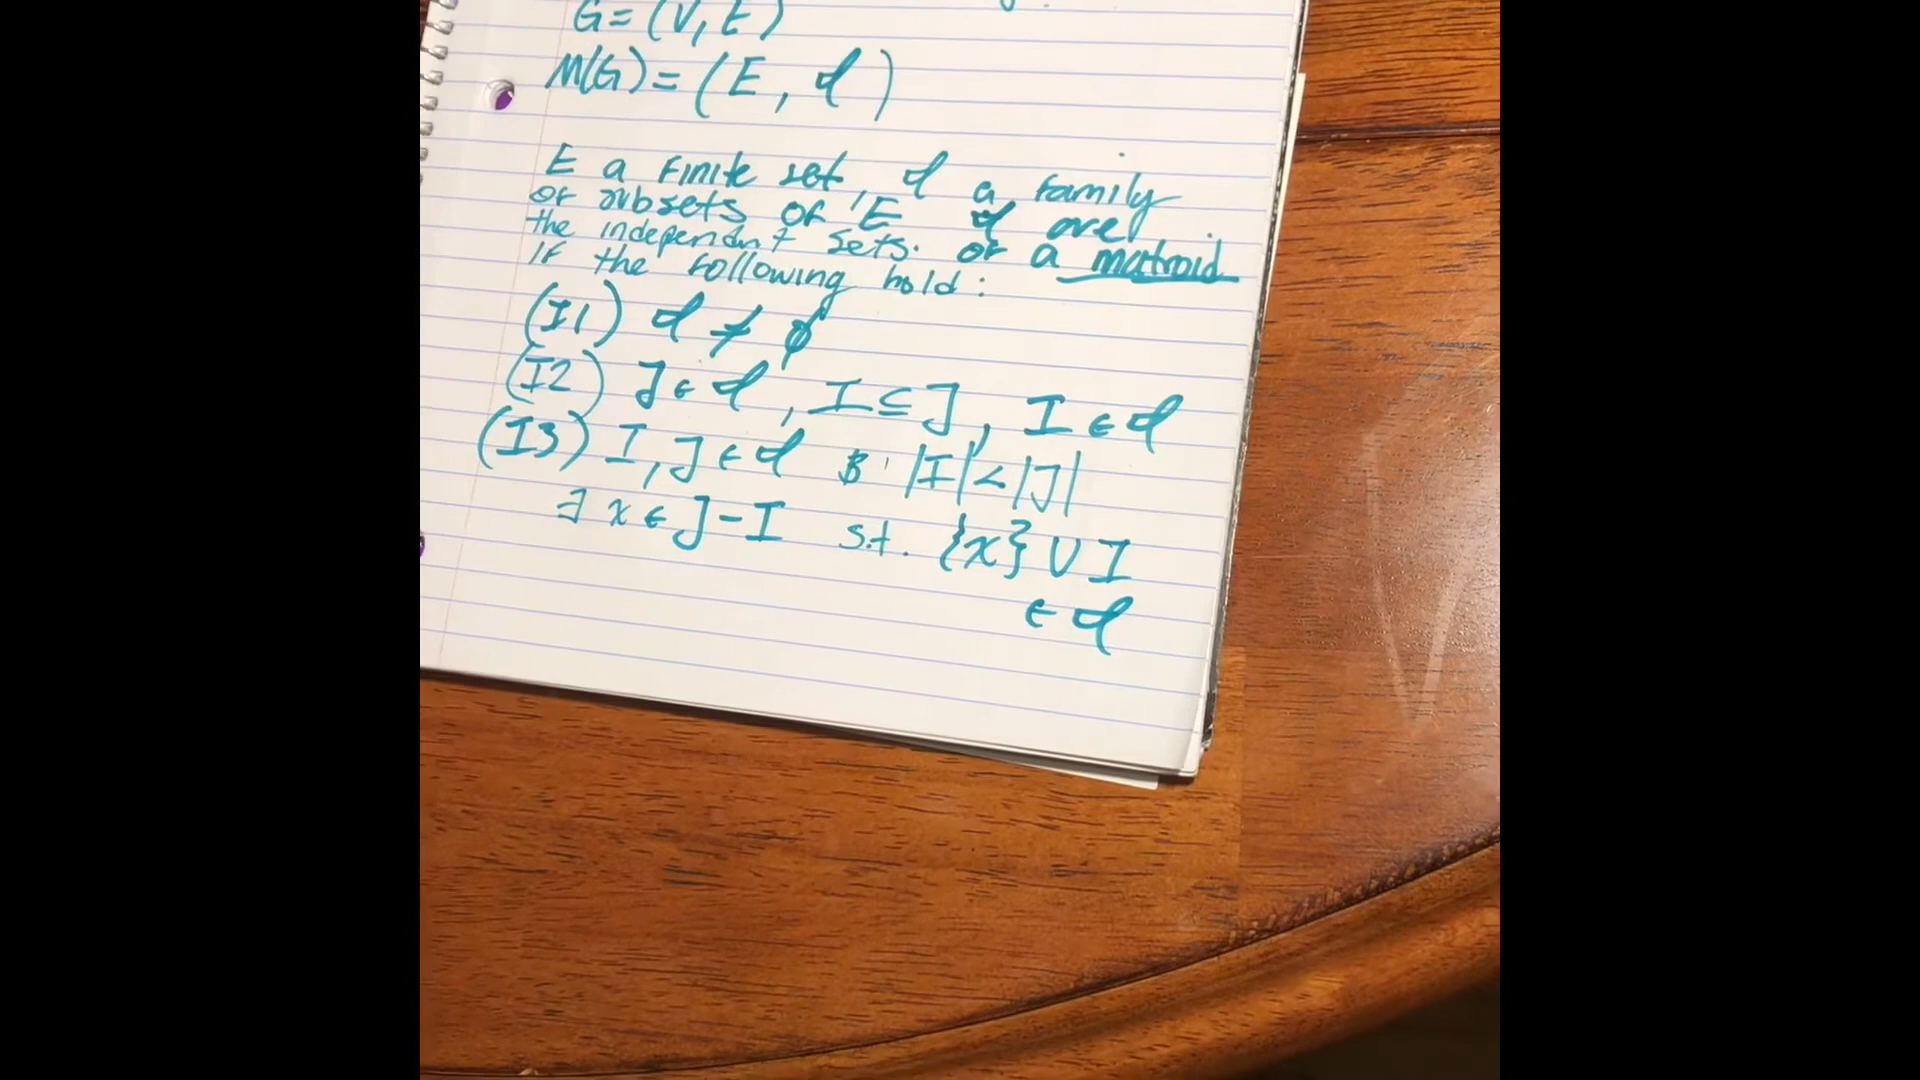 G = (V, E)
M(G) = (E, ℐ)
E a finite set, ℐ a family
of subsets of E ℐ are
the independent sets. of a matroid
if the following hold:
(I1) ℐ ≠ ∅
(I2) J ∈ ℐ, I ⊆ J, I ∈ ℐ
(I3) I, J ∈ ℐ & |I| < |J|
∃ x ∈ J - I s.t. {x} ∪ I
∈ ℐ